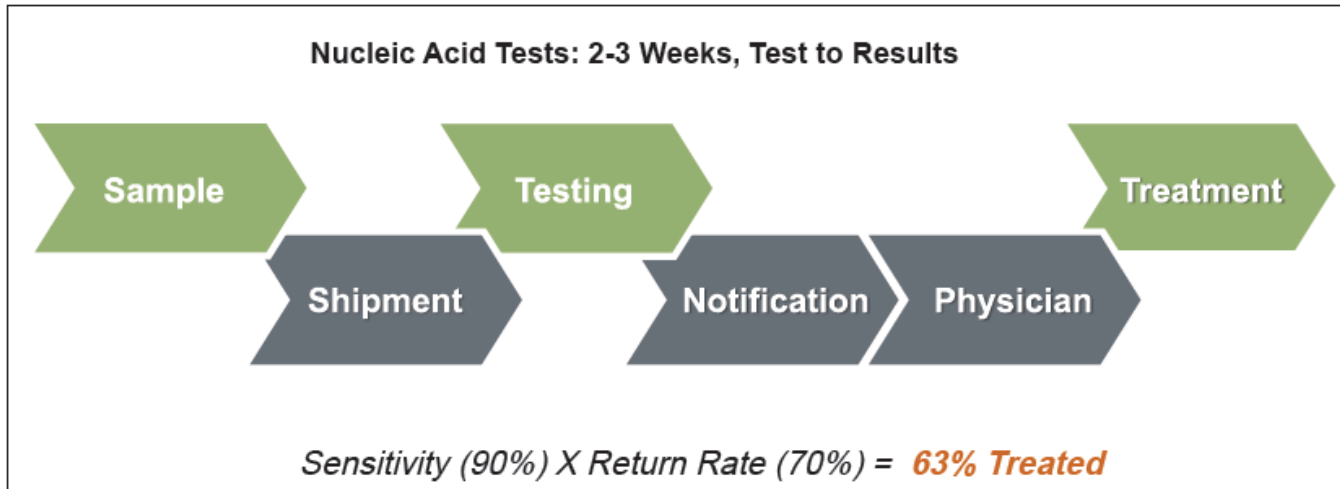 Nucleic Acid Tests: 2-3 Weeks, Test to Results
Sample
Testing
Treatment
Shipment
Notification
Physician
Sensitivity (90%) X Return Rate (70%) = 63% Treated